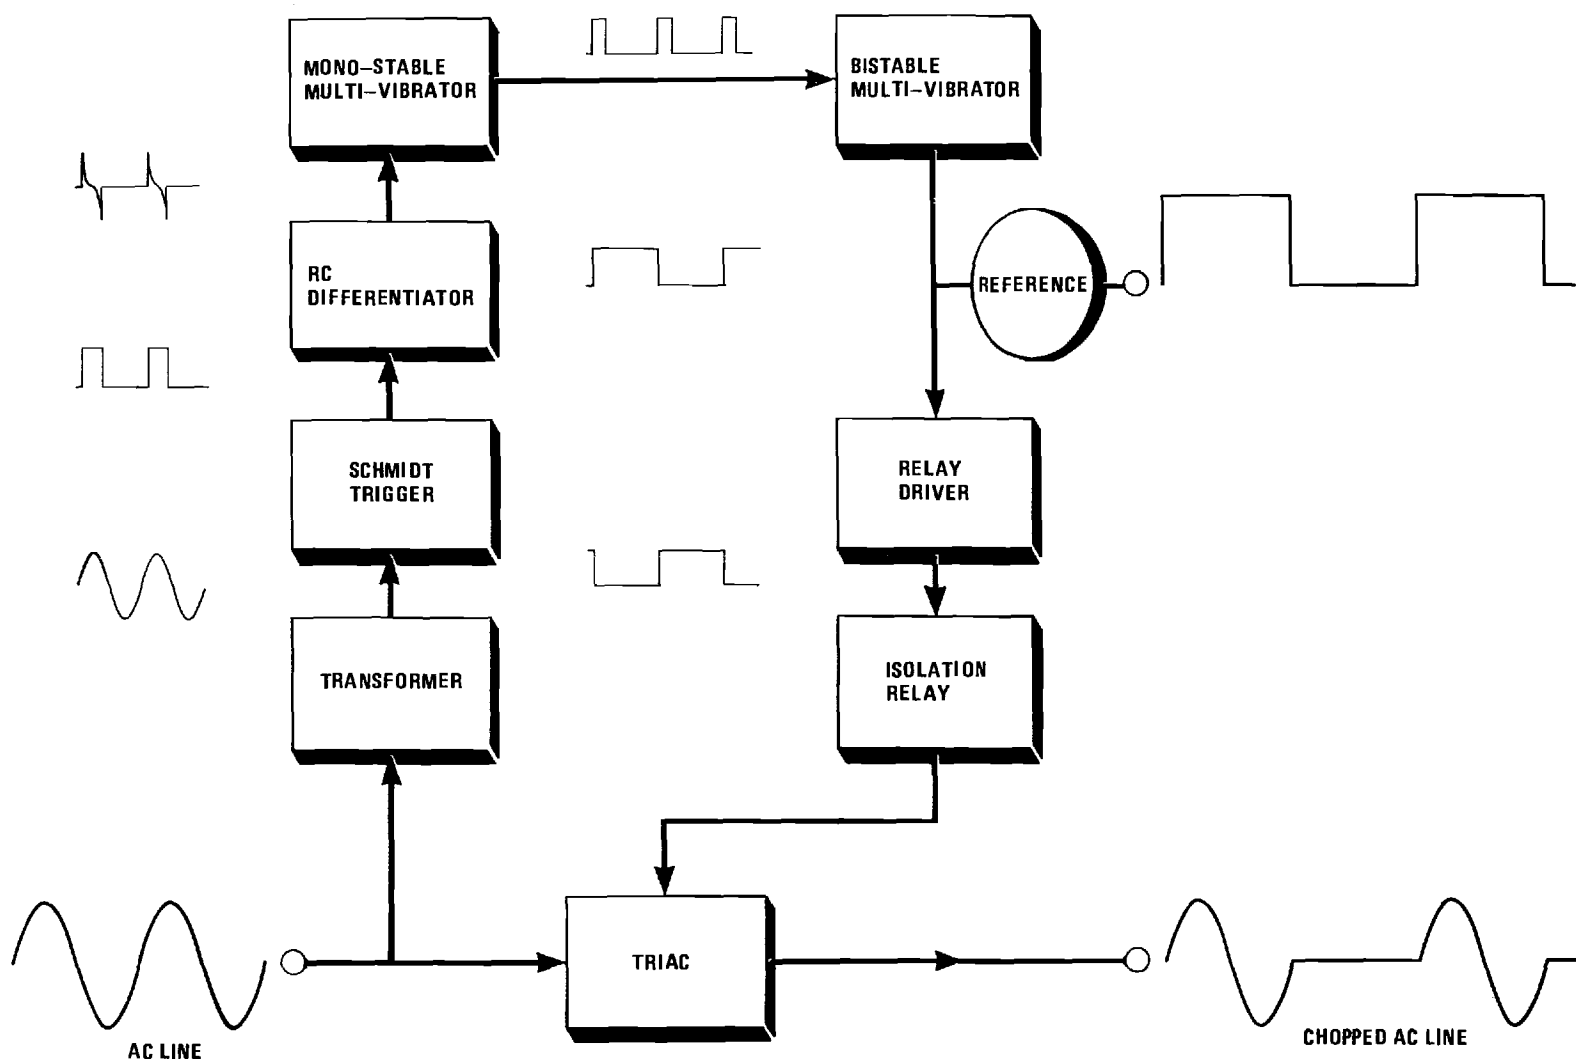 MONO-STABLE
MULTI-VIBRATOR
BISTABLE
MULTI-VIBRATOR
RC
DIFFERENTIATOR
REFERENCE
SCHMIDT
TRIGGER
RELAY
DRIVER
TRANSFORMER
ISOLATION
RELAY
TRIAC
AC LINE
CHOPPED AC LINE